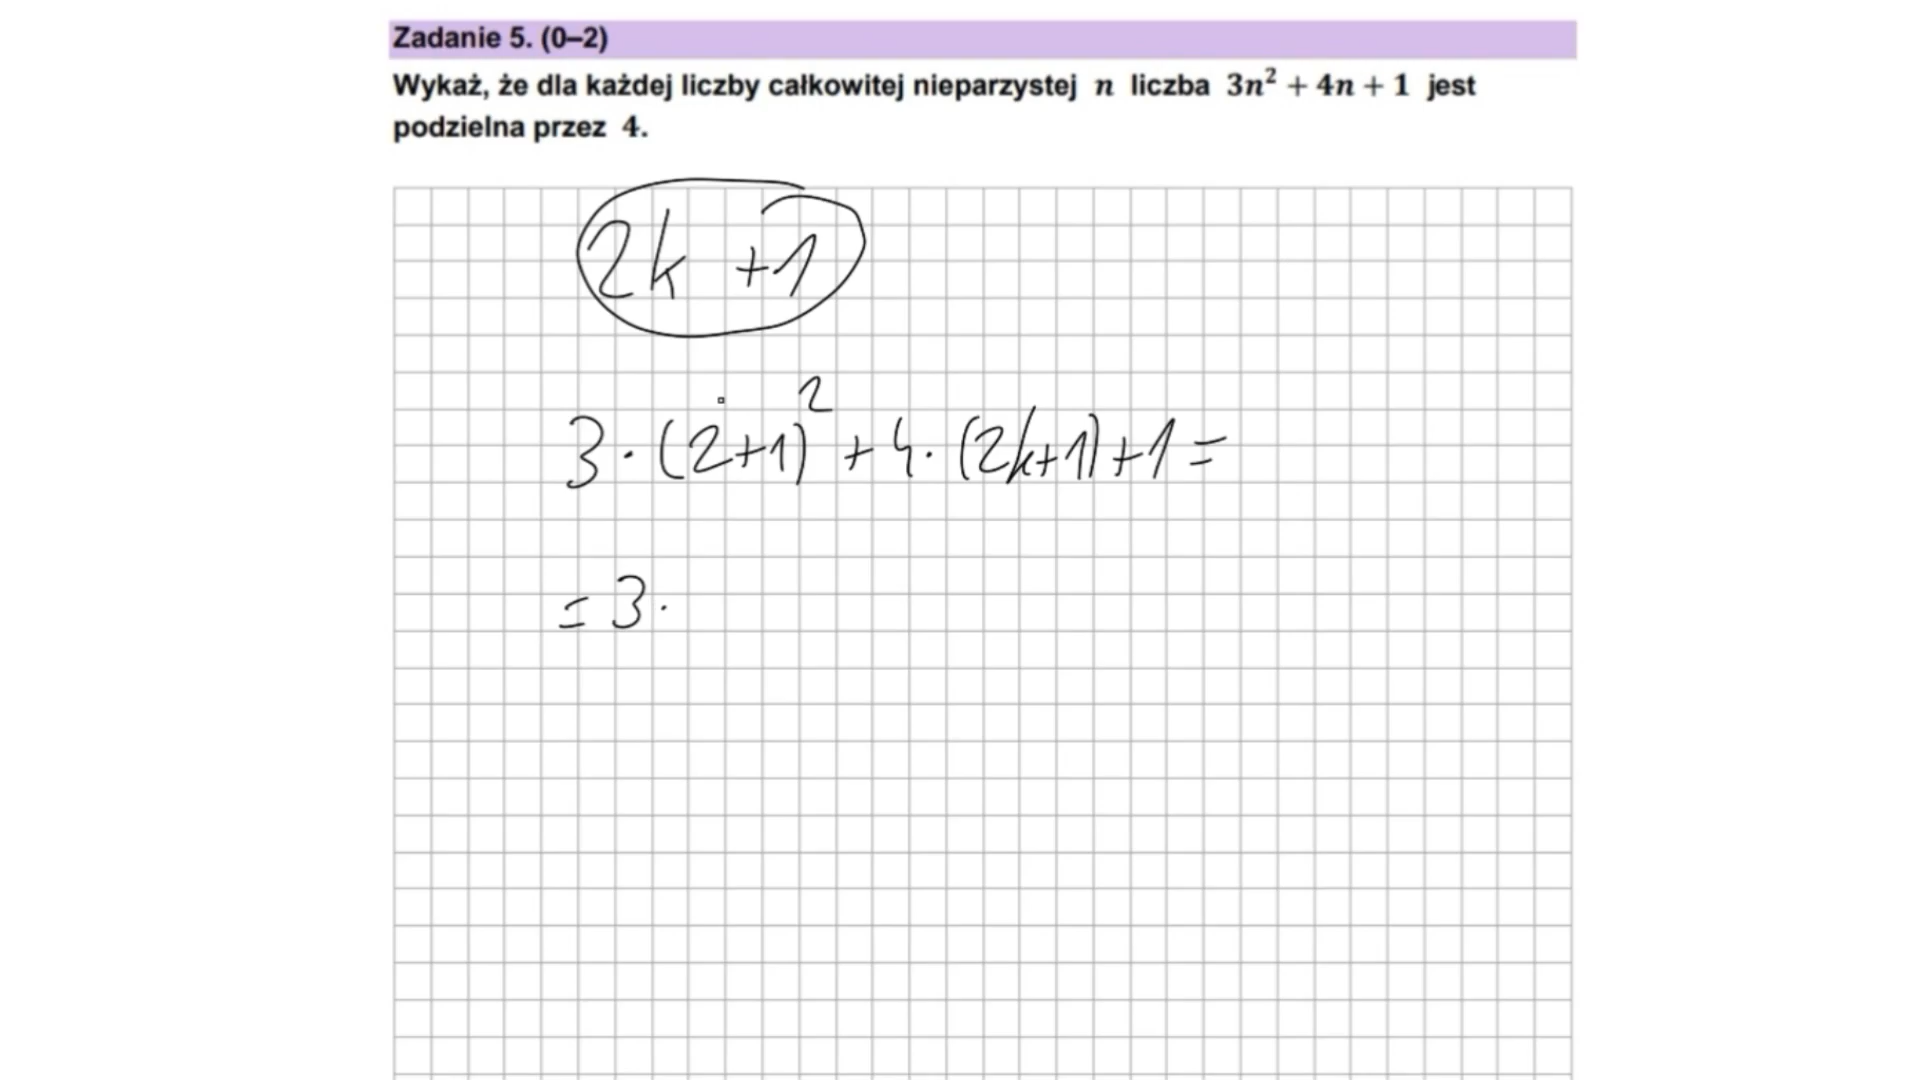 Zadanie 5. (0–2)
Wykaż, że dla każdej liczby całkowitej nieparzystej n liczba 3n² + 4n + 1 jest
podzielna przez 4.
2k +1
3·(2+1)² +4·(2k+1)+1=
=3·